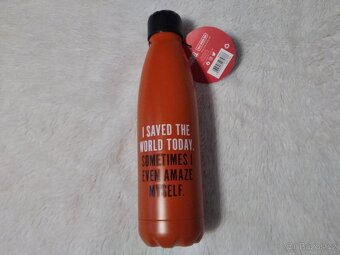 I SAVED THE
WORLD TODAY.
SOMETIMES I
EVEN AMAZE
MYSELF.